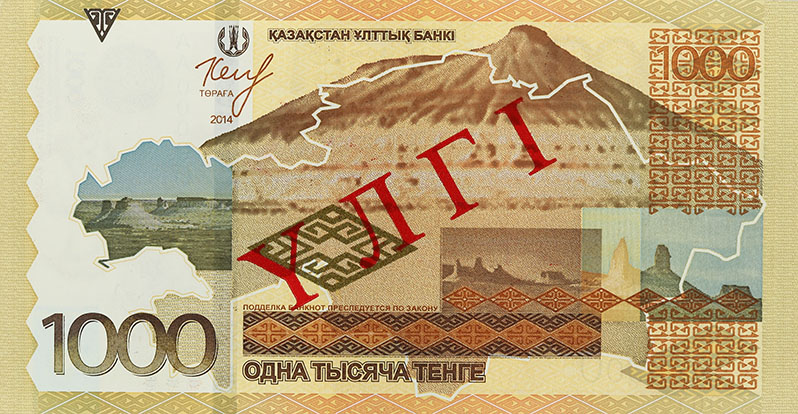 ҚАЗАҚСТАН ҰЛТТЫҚ БАНКІ
1000
ТӨРАҒА
2014
ҮЛГІ
ПОДДЕЛКА БАНКНОТ ПРЕСЛЕДУЕТСЯ ПО ЗАКОНУ
1000
ОДНА ТЫСЯЧА ТЕНГЕ